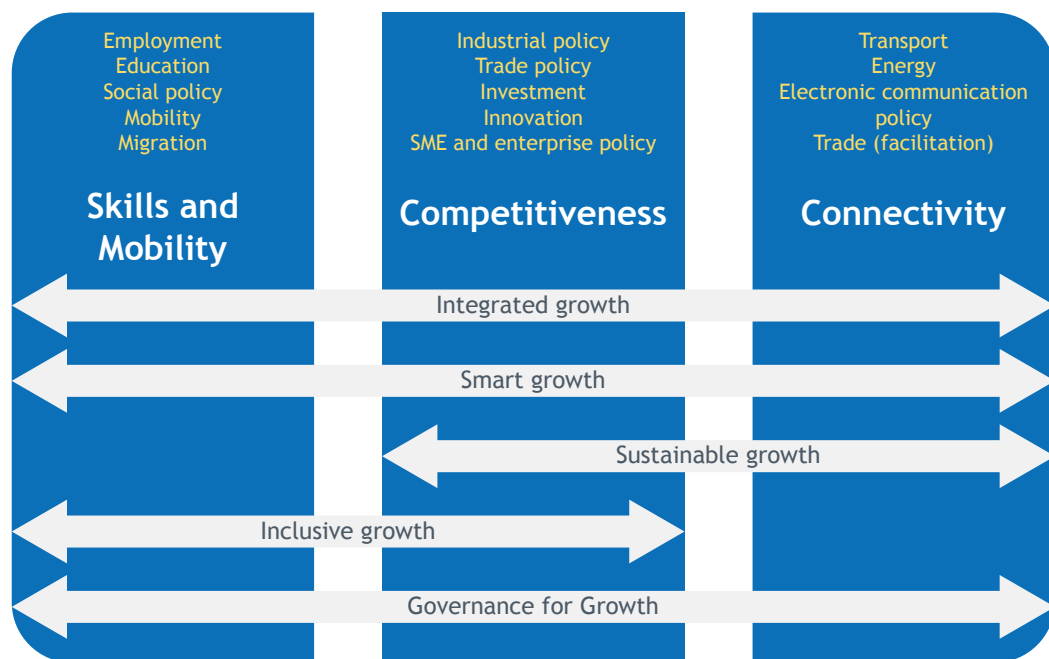 Employment
Education
Social policy
Mobility
Migration
Skills and
Mobility
Industrial policy
Trade policy
Investment
Innovation
SME and enterprise policy
Competitiveness
Transport
Energy
Electronic communication
policy
Trade (facilitation)
Connectivity
Integrated growth
Smart growth
Sustainable growth
Inclusive growth
Governance for Growth